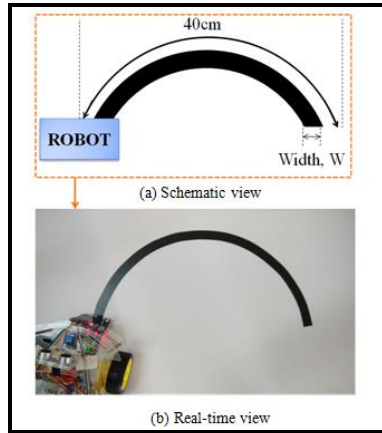 40cm
ROBOT
Width, W
(a) Schematic view
(b) Real-time view